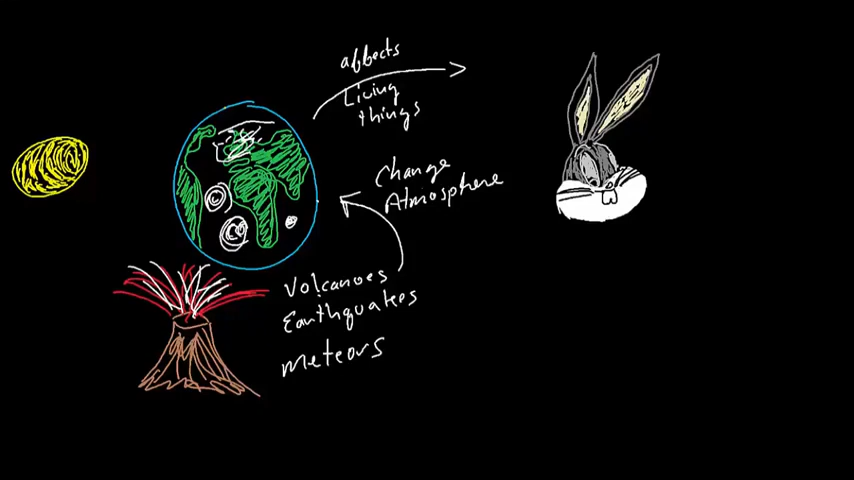 affects
Living
things
Change
Atmosphere
Volcanoes
Earthquakes
meteors